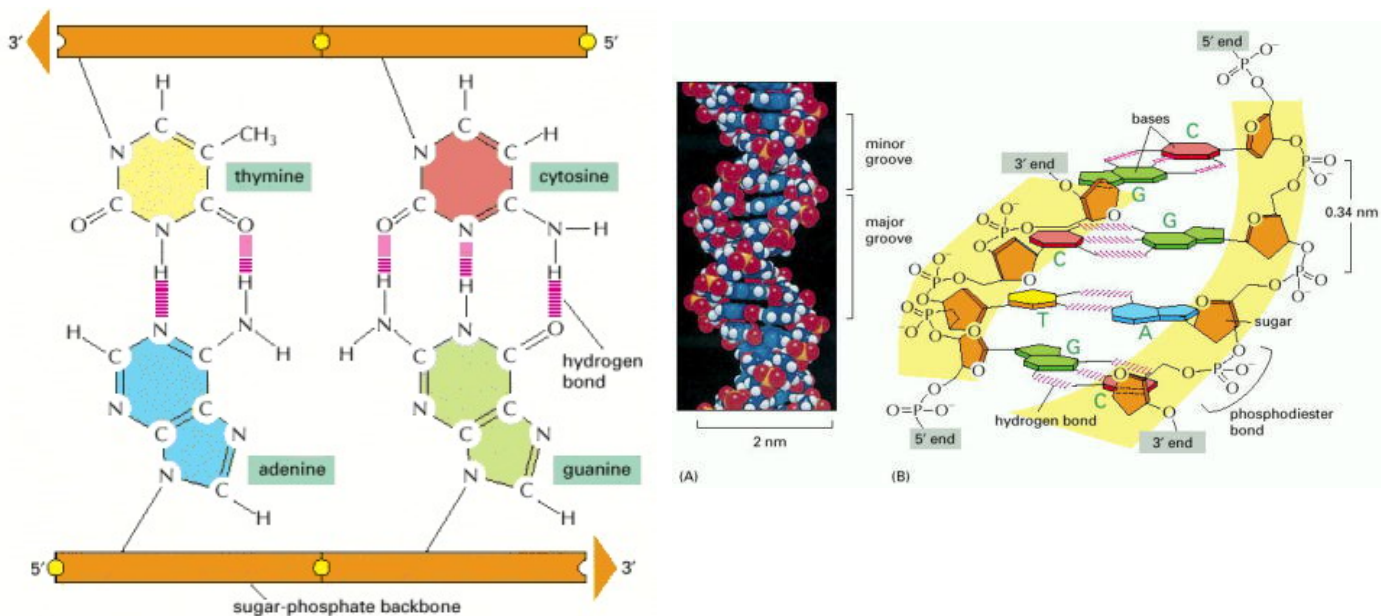 3′
5′
H
H
C
CH3
C
H
N
C
thymine
N
C
cytosine
C
C
O
N
O
O
C
N
C
N
H
H
H
H
H
H
H
N
N
N
N
O
H
C
C
H
H
C
C
hydrogen
bond
N
C
C
N
C
C
N
N
N
C
adenine
N
C
guanine
H
H
5′
3′
sugar-phosphate backbone
minor
groove
major
groove
2 nm
(A)
5′ end
O
P
O−
O−
O
bases
C
O
O
3′ end
O
O
P
O
O−
G
O
0.34 nm
O−
O
P
O
O
G
O
C
O
O
O
P
O
O−
O
O−
O
P
O
O
T
A
O
sugar
O
O−
P
O
O
O
G
O
O
P
O
O−
O
O−
O
P
O−
O
hydrogen bond
C
O
O
phosphodiester
bond
5′ end
3′ end
(B)